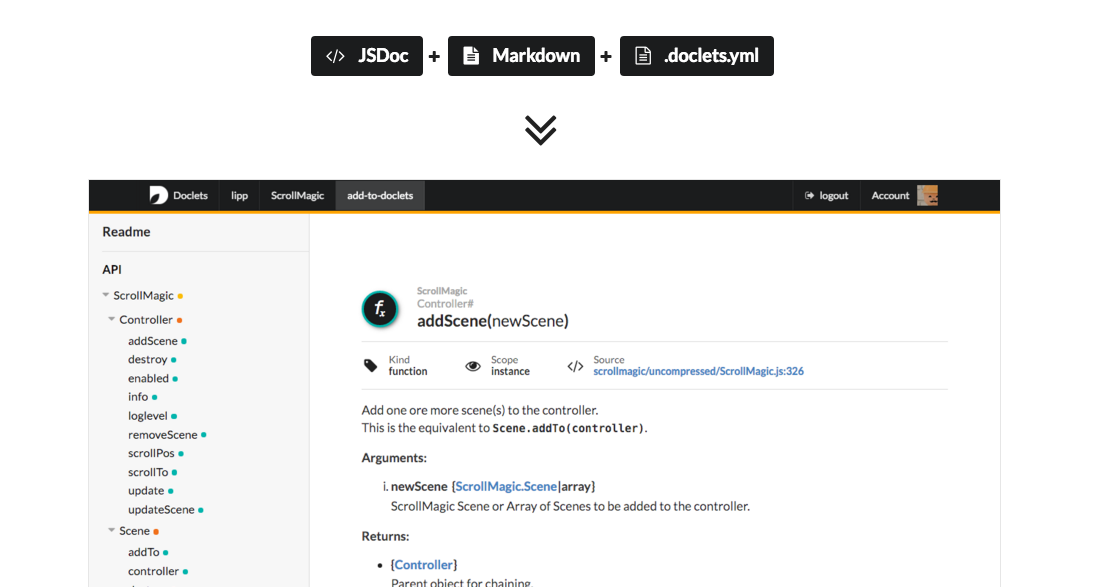 </> JSDoc + Markdown + .doclets.yml
Doclets lipp ScrollMagic add-to-doclets logout Account
Readme
API
ScrollMagic
Controller
addScene
destroy
enabled
info
loglevel
removeScene
scrollPos
scrollTo
update
updateScene
Scene
addTo
controller
ScrollMagic
Controller#
fx addScene(newScene)
Kind
function
Scope
instance
</> Source
scrollmagic/uncompressed/ScrollMagic.js:326
Add one ore more scene(s) to the controller.
This is the equivalent to Scene.addTo(controller).
Arguments:
i. newScene {ScrollMagic.Scene|array}
ScrollMagic Scene or Array of Scenes to be added to the controller.
Returns:
• {Controller}
Parent object for chaining.